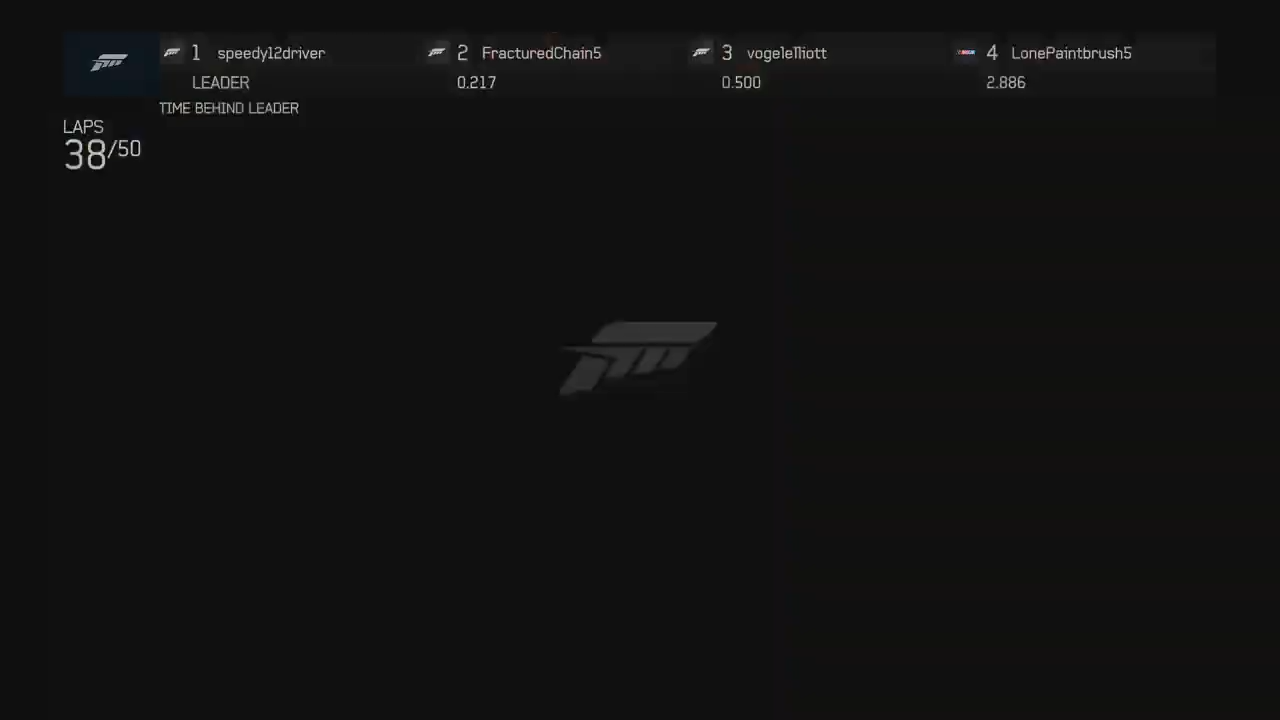 1 speedy12driver 2 FracturedChain5 3 vogelelliott 4 LonePaintbrush5
LEADER 0.217 0.500 2.886
TIME BEHIND LEADER
LAPS
38/50